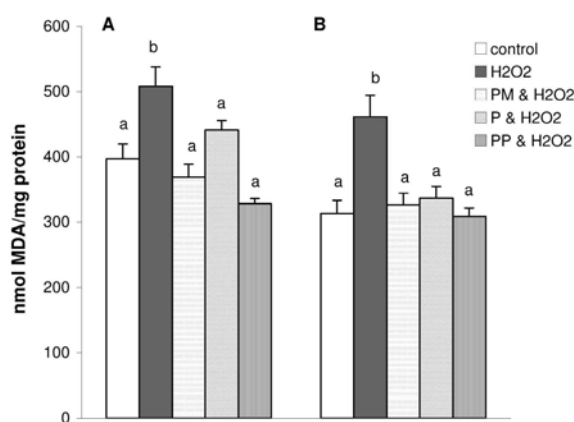 A
B
control
H2O2
PM & H2O2
P & H2O2
PP & H2O2
nmol MDA/mg protein
600
500
400
300
200
100
0
a
b
a
a
a
a
b
a
a
a